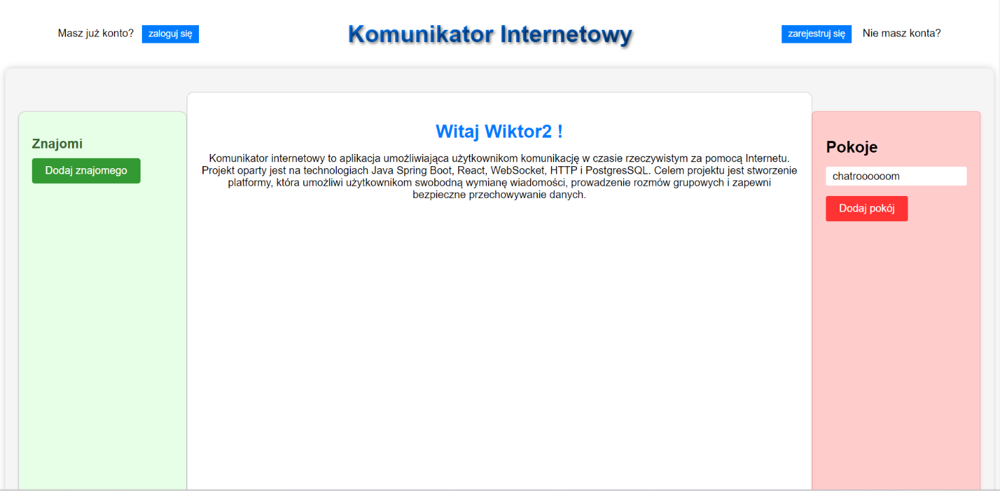 Masz już konto? zaloguj się
Komunikator Internetowy
zarejestruj się Nie masz konta?
Znajomi
Dodaj znajomego
Witaj Wiktor2 !
Komunikator internetowy to aplikacja umożliwiająca użytkownikom komunikację w czasie rzeczywistym za pomocą Internetu.
Projekt oparty jest na technologiach Java Spring Boot, React, WebSocket, HTTP i PostgresSQL. Celem projektu jest stworzenie
platformy, która umożliwi użytkownikom swobodną wymianę wiadomości, prowadzenie rozmów grupowych i zapewni
bezpieczne przechowywanie danych.
Pokoje
chatroooooom
Dodaj pokój